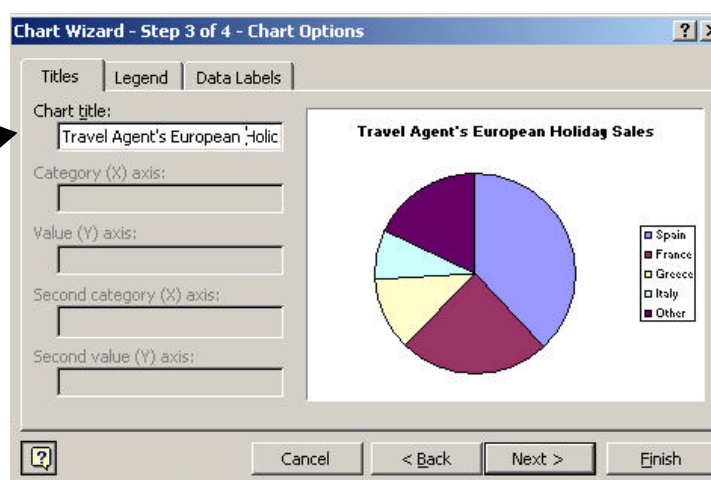 Chart Wizard - Step 3 of 4 - Chart Options
Titles
Legend
Data Labels
Chart title:
Travel Agent's European Holic
Category (X) axis:
Value (Y) axis:
Second category (X) axis:
Second value (Y) axis:
Travel Agent's European Holiday Sales
Spain
France
Greece
Italy
Other
Cancel
< Back
Next >
Finish